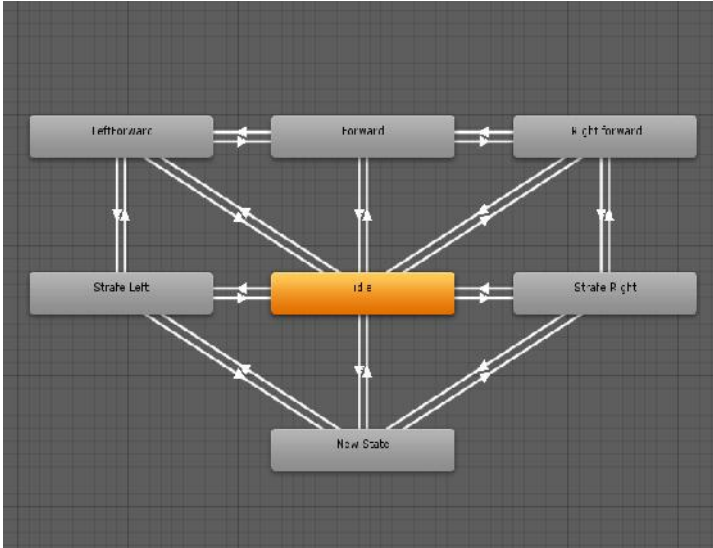 LeftForward
Forward
Right forward
Strafe Left
Idle
Strafe Right
New State